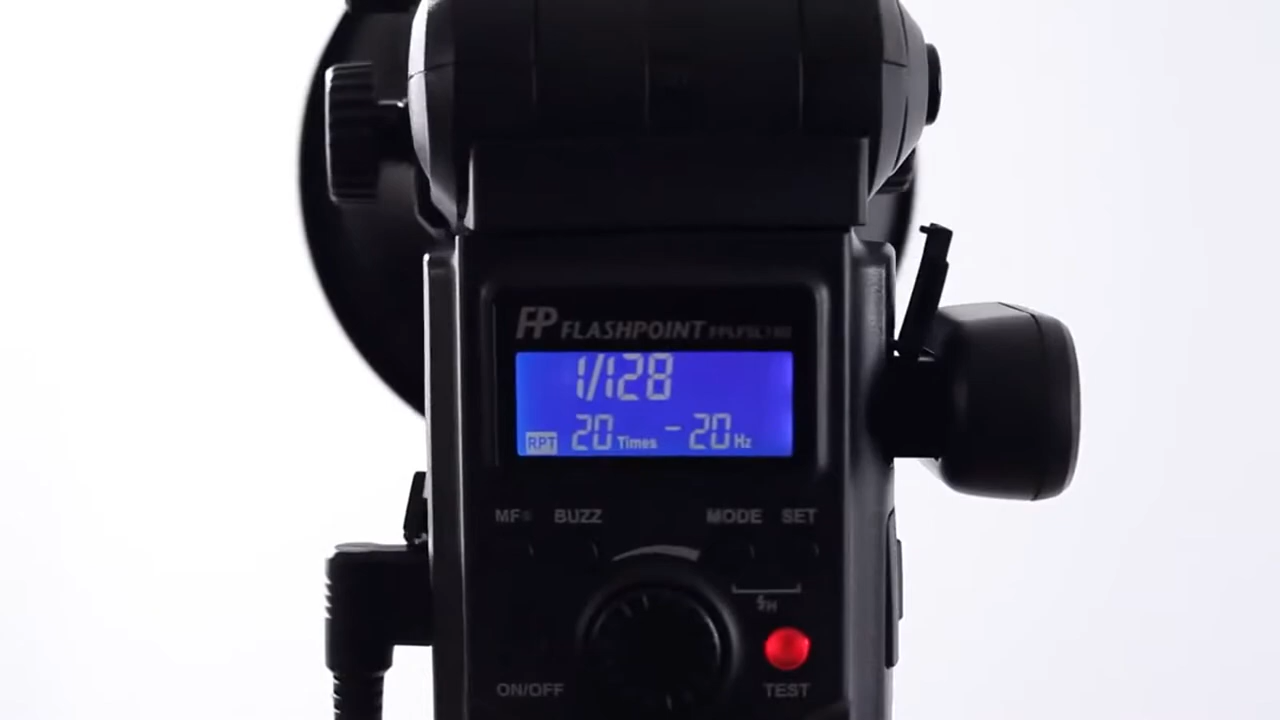 FP FLASHPOINT
1/128
RPT 20 Times - 20 Hz
MF BUZZ MODE SET
H
ON/OFF TEST